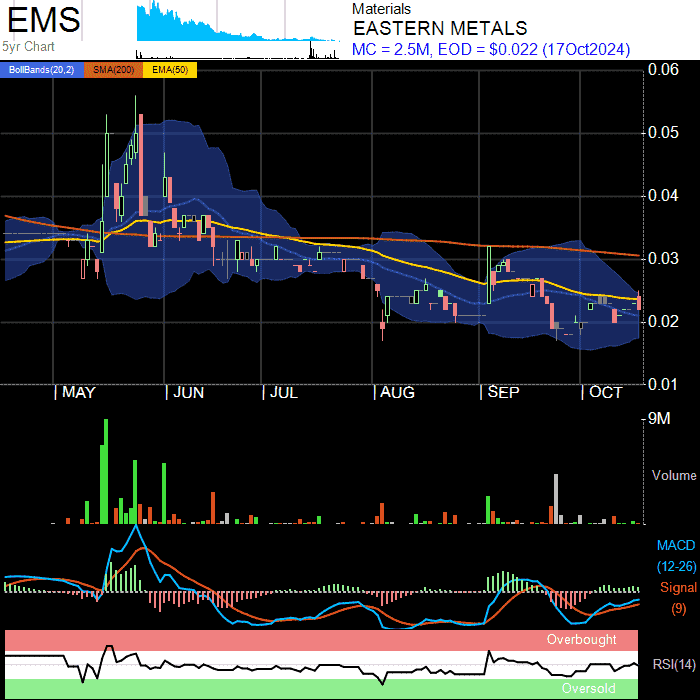 EMS
5yr Chart
Materials
EASTERN METALS
MC = 2.5M, EOD = $0.022 (17Oct2024)
BollBands(20,2) SMA(200) EMA(50)
0.06
0.05
0.04
0.03
0.02
0.01
MAY JUN JUL AUG SEP OCT
9M
Volume
MACD
(12-26)
Signal
(9)
Overbought
RSI(14)
Oversold